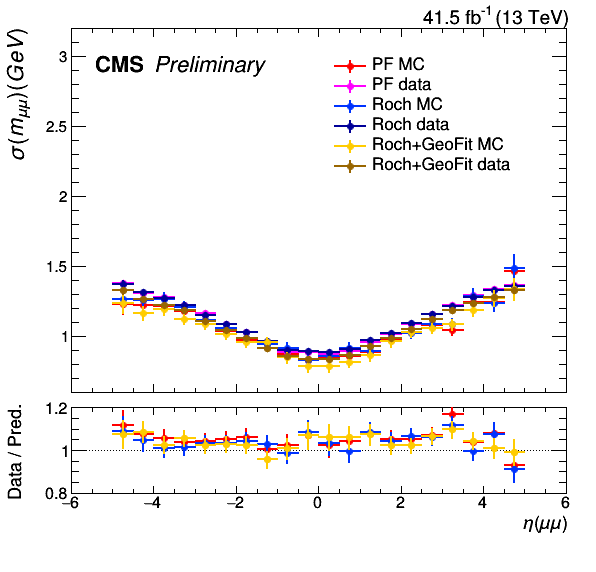 41.5 fb⁻¹ (13 TeV)
σ(m_μμ)(GeV)
CMS Preliminary
PF MC
PF data
Roch MC
Roch data
Roch+GeoFit MC
Roch+GeoFit data
3
2.5
2
1.5
1
Data / Pred.
1.2
1
0.8
−6 −4 −2 0 2 4 6
η(μμ)